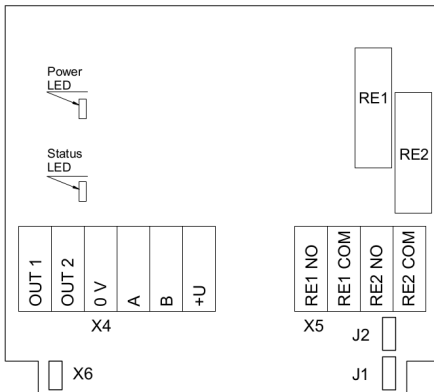 Power
LED
RE1
RE2
Status
LED
OUT 1
OUT 2
0 V
A
B
+U
RE1 NO
RE1 COM
RE2 NO
RE2 COM
X4
X5
J2
X6
J1